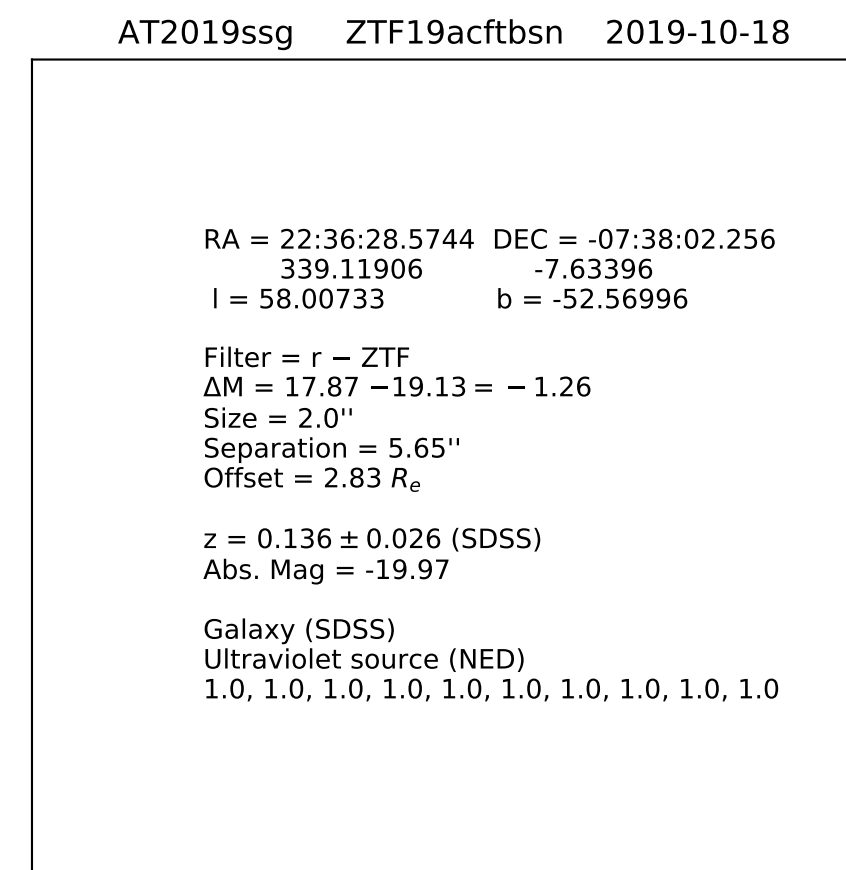 AT2019ssg ZTF19acftbsn 2019-10-18
RA = 22:36:28.5744 DEC = -07:38:02.256
339.11906 -7.63396
l = 58.00733 b = -52.56996
Filter = r − ZTF
ΔM = 17.87 −19.13 = − 1.26
Size = 2.0''
Separation = 5.65''
Offset = 2.83 Re
z = 0.136 ± 0.026 (SDSS)
Abs. Mag = -19.97
Galaxy (SDSS)
Ultraviolet source (NED)
1.0, 1.0, 1.0, 1.0, 1.0, 1.0, 1.0, 1.0, 1.0, 1.0